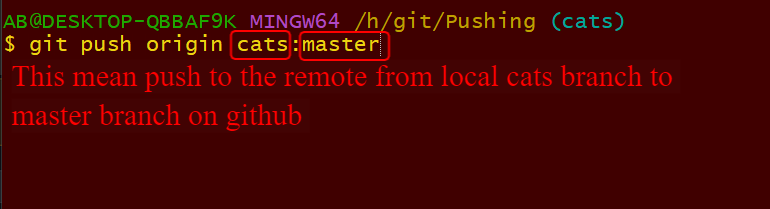 AB@DESKTOP-QBBAF9K MINGW64 /h/git/Pushing (cats)
$ git push origin cats:master
This mean push to the remote from local cats branch to
master branch on github